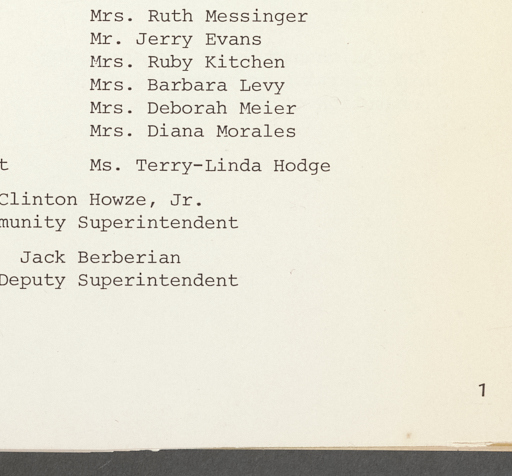 Mrs. Ruth Messinger
Mr. Jerry Evans
Mrs. Ruby Kitchen
Mrs. Barbara Levy
Mrs. Deborah Meier
Mrs. Diana Morales
t Ms. Terry-Linda Hodge
Clinton Howze, Jr.
munity Superintendent
Jack Berberian
Deputy Superintendent
1